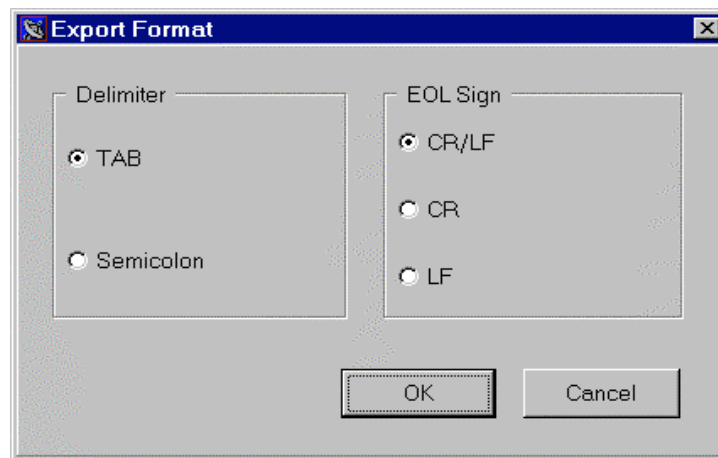 Export Format
Delimiter
TAB
Semicolon
EOL Sign
CR/LF
CR
LF
OK
Cancel